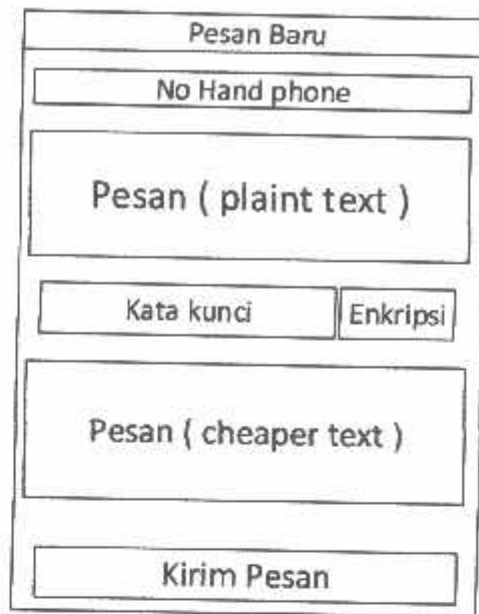 Pesan Baru
No Hand phone
Pesan ( plaint text )
Kata kunci
Enkripsi
Pesan ( cheaper text )
Kirim Pesan